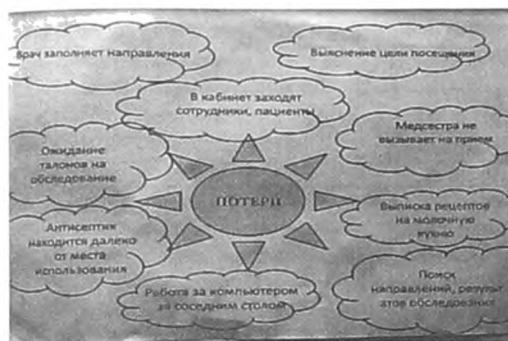 Врач заполняет направления
Выяснение цели посещения
В кабинет заходят
сотрудники, пациенты
Ожидание
талонов на
обследование
Медсестра не
вызывает на прием
ПОТЕРИ
Антисептик
находится далеко
от места
использования
Выписка рецептов
на молочную
кухню
Работа за компьютером
за соседним столом
Поиск
направлений, результ
атов обследования